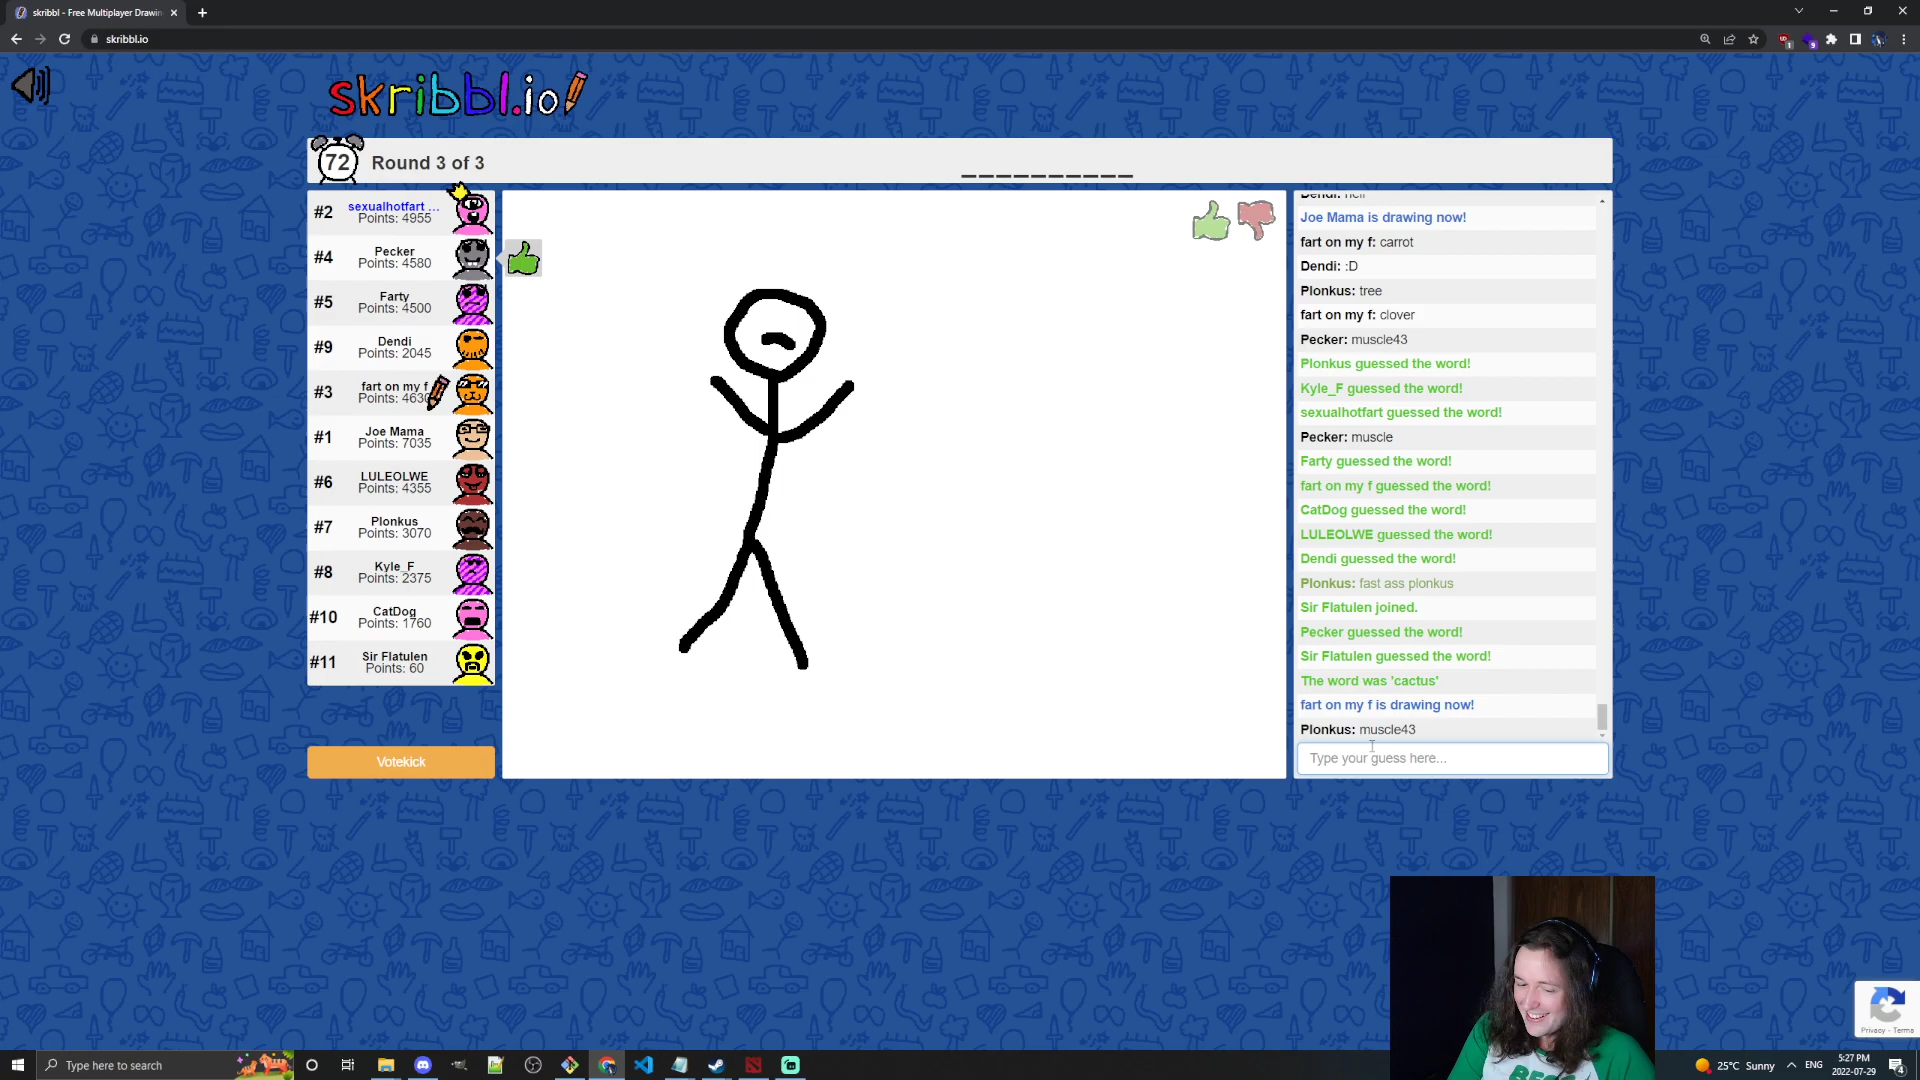 skribbl - Free Multiplayer Drawin
skribbl.io
skribbl.io
72
Round 3 of 3
__________
#2
sexualhotfart ...
Points: 4955
#4
Pecker
Points: 4580
#5
Farty
Points: 4500
#9
Dendi
Points: 2045
#3
fart on my f
Points: 4630
#1
Joe Mama
Points: 7035
#6
LULEOLWE
Points: 4355
#7
Plonkus
Points: 3070
#8
Kyle_F
Points: 2375
#10
CatDog
Points: 1760
#11
Sir Flatulen
Points: 60
Votekick
Joe Mama is drawing now!
fart on my f: carrot
Dendi: :D
Plonkus: tree
fart on my f: clover
Pecker: muscle43
Plonkus guessed the word!
Kyle_F guessed the word!
sexualhotfart guessed the word!
Pecker: muscle
Farty guessed the word!
fart on my f guessed the word!
CatDog guessed the word!
LULEOLWE guessed the word!
Dendi guessed the word!
Plonkus: fast ass plonkus
Sir Flatulen joined.
Pecker guessed the word!
Sir Flatulen guessed the word!
The word was 'cactus'
fart on my f is drawing now!
Plonkus: muscle43
Type your guess here...
Privacy - Terms
Type here to search
25°C Sunny
ENG
5:27 PM
2022-07-29